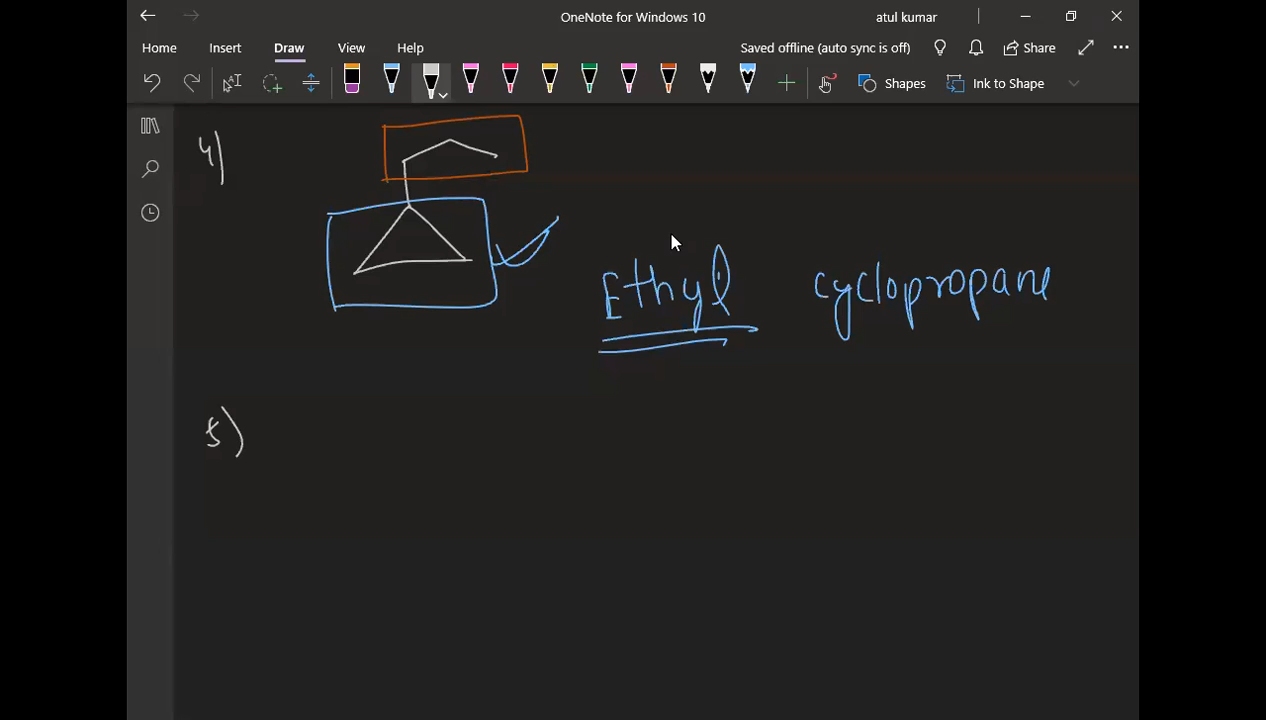 OneNote for Windows 10
atul kumar
Home Insert Draw View Help
Saved offline (auto sync is off)
Share
Shapes
Ink to Shape
4)
Ethyl cyclopropane
5)